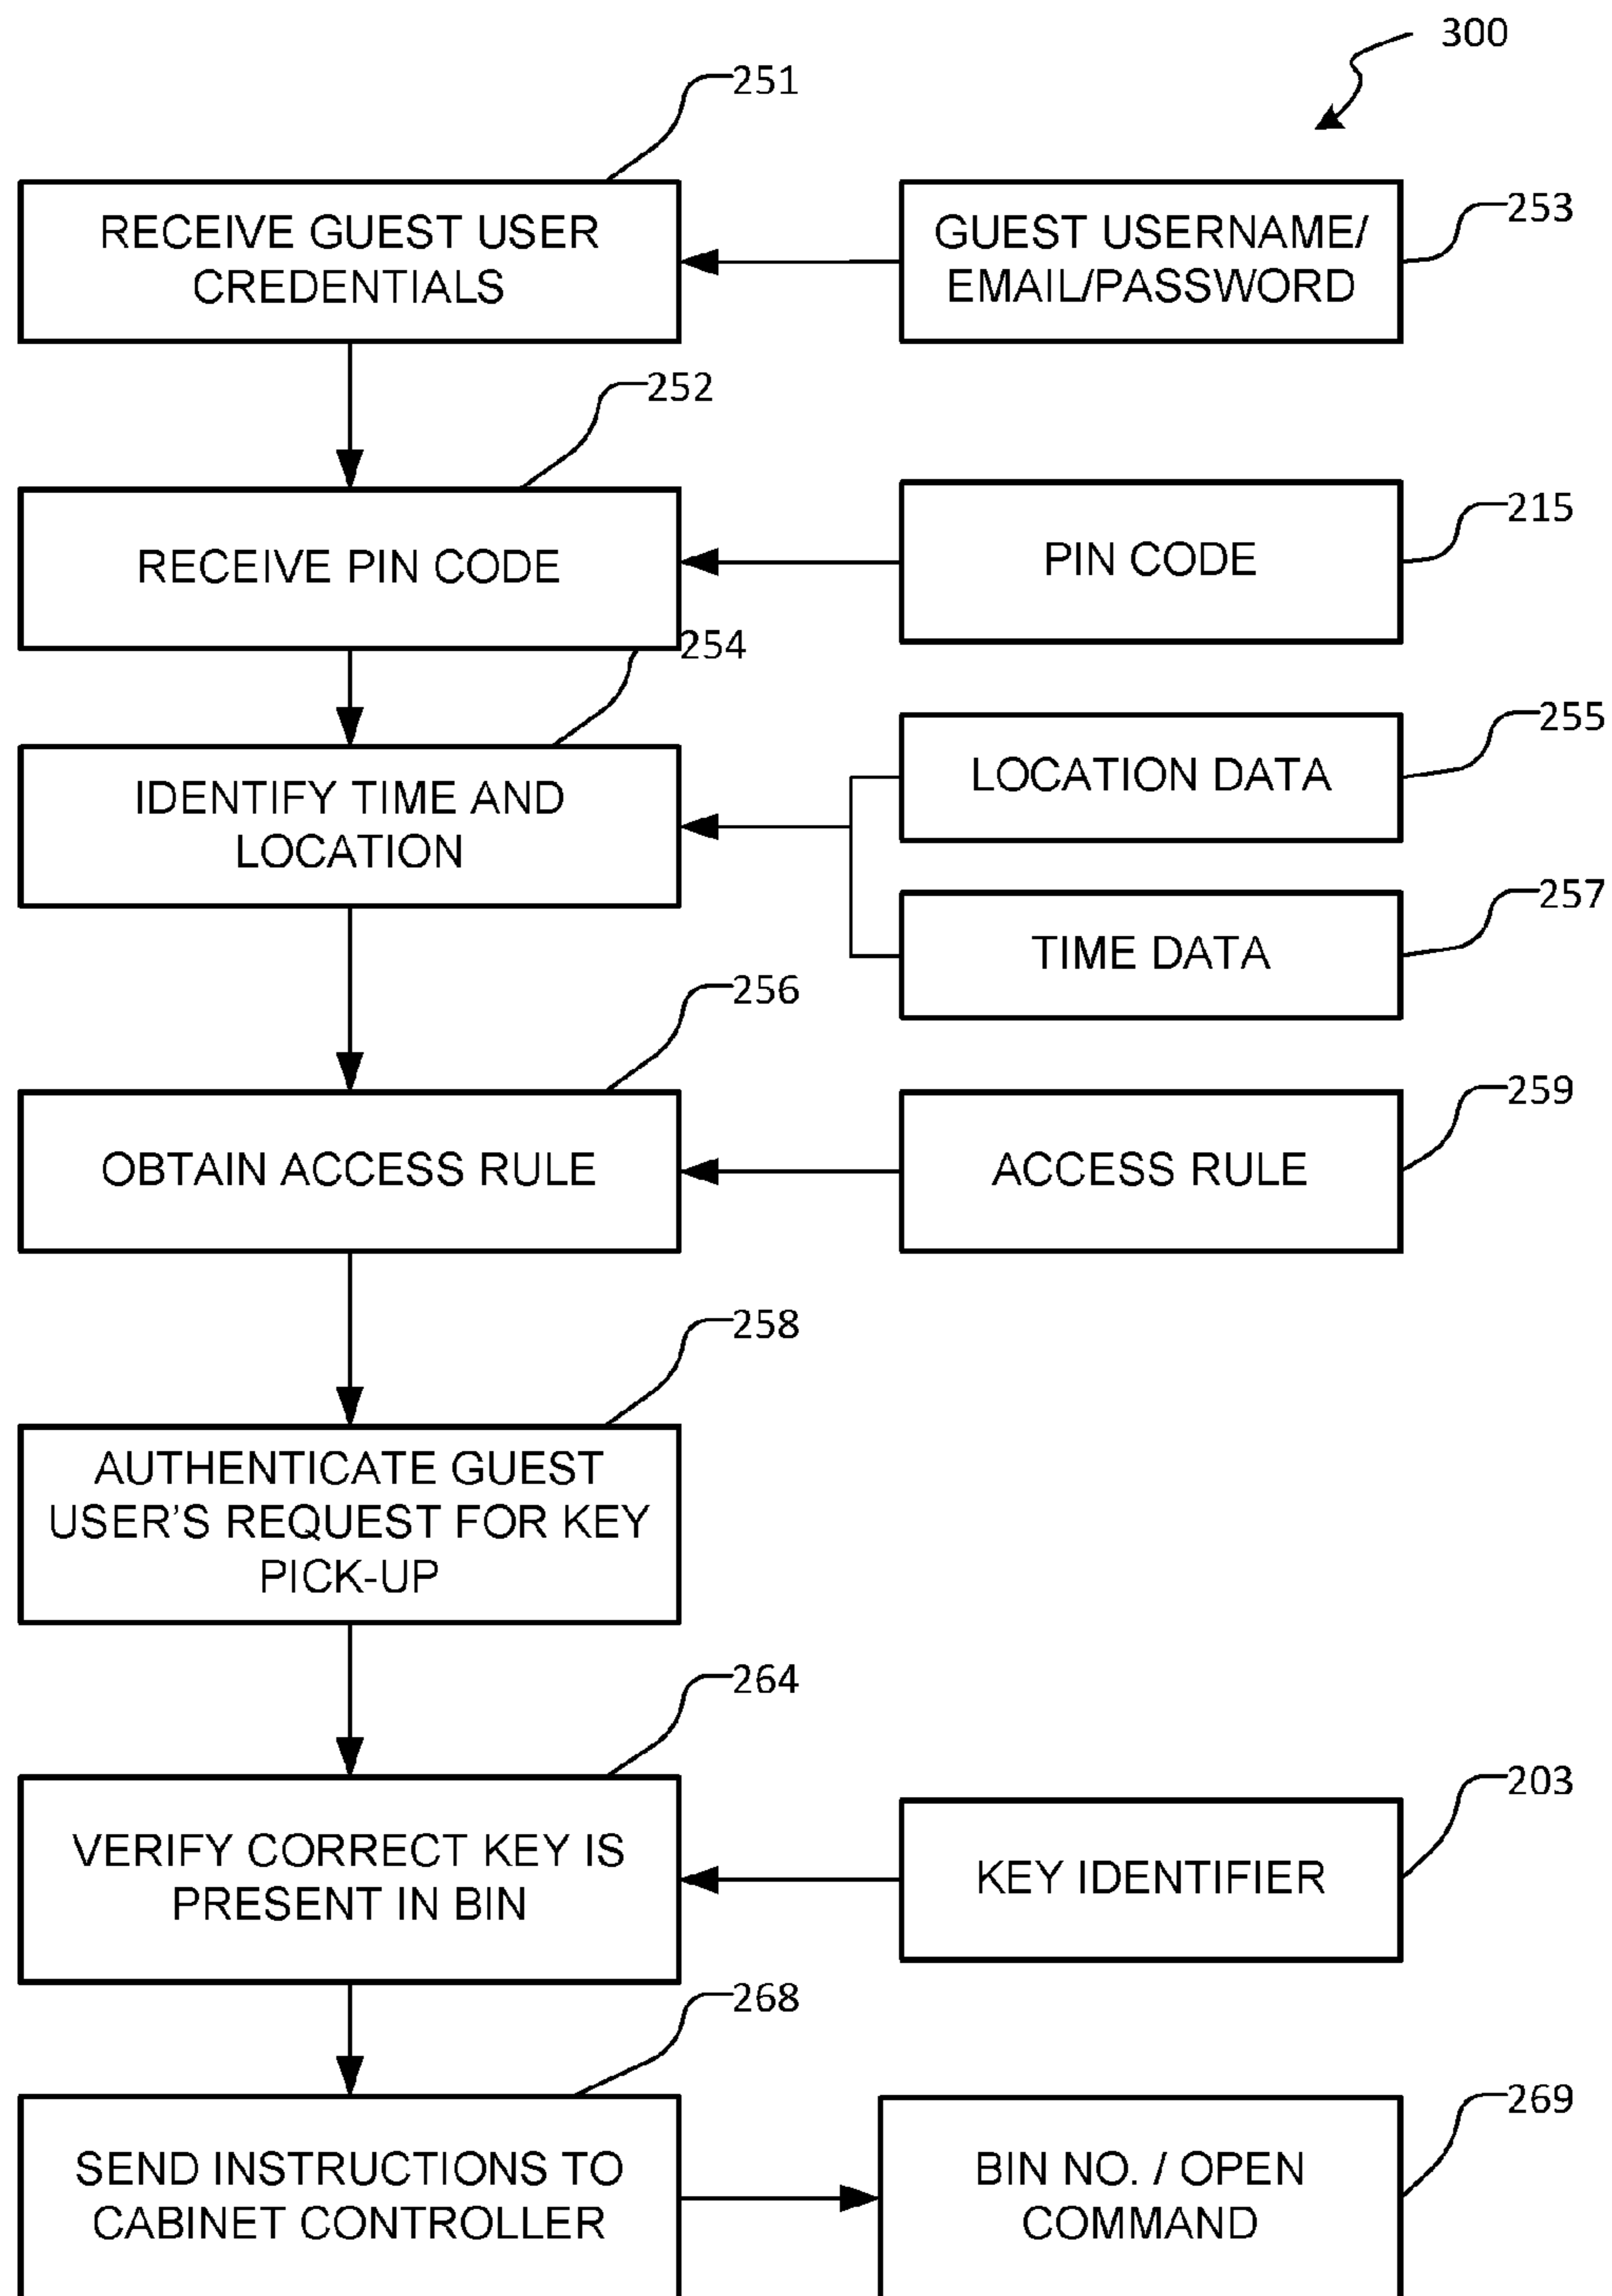 300
251
RECEIVE GUEST USER
CREDENTIALS
GUEST USERNAME/
EMAIL/PASSWORD
253
252
RECEIVE PIN CODE
PIN CODE
215
254
IDENTIFY TIME AND
LOCATION
LOCATION DATA
255
TIME DATA
257
256
OBTAIN ACCESS RULE
ACCESS RULE
259
258
AUTHENTICATE GUEST
USER'S REQUEST FOR KEY
PICK-UP
264
VERIFY CORRECT KEY IS
PRESENT IN BIN
KEY IDENTIFIER
203
268
SEND INSTRUCTIONS TO
CABINET CONTROLLER
BIN NO. / OPEN
COMMAND
269